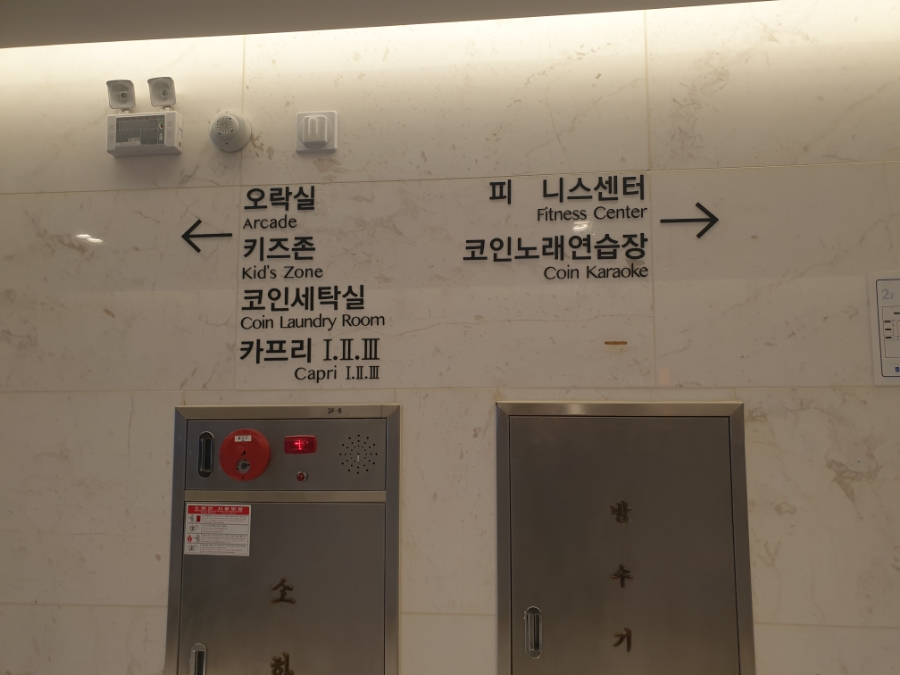 오락실
Arcade
키즈존
Kid's Zone
코인세탁실
Coin Laundry Room
카프리 Ⅰ.Ⅱ.Ⅲ
Capri Ⅰ.Ⅱ.Ⅲ
피 니스센터
Fitness Center
코인노래연습장
Coin Karaoke
소
화
방
수
기